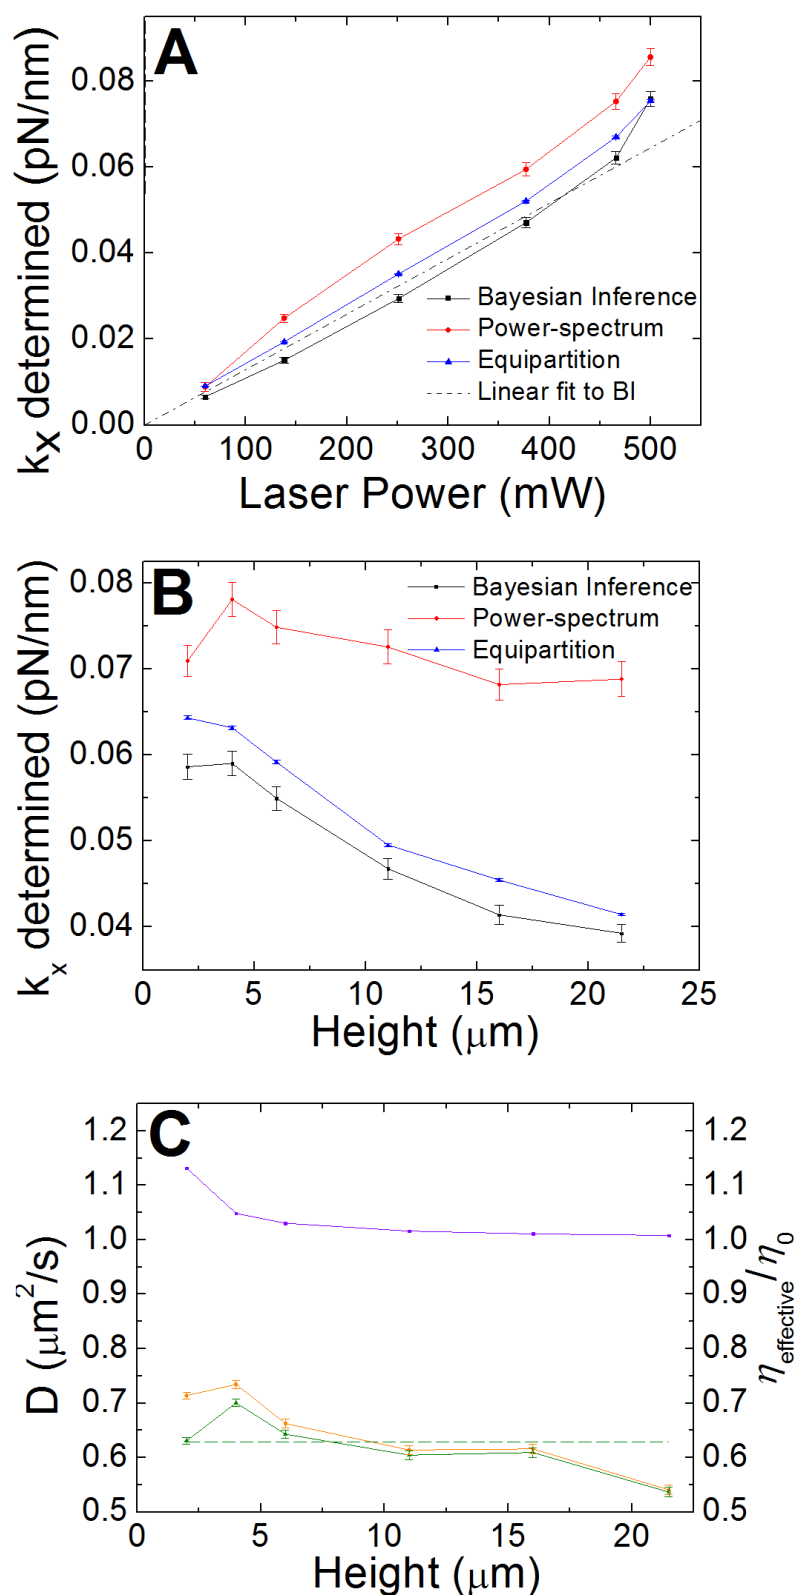 A
k_x determined (pN/nm)
0.08
0.06
0.04
0.02
0.00
Bayesian Inference
Power-spectrum
Equipartition
Linear fit to BI
0 100 200 300 400 500
Laser Power (mW)
B
k_x determined (pN/nm)
0.08
0.07
0.06
0.05
0.04
Bayesian Inference
Power-spectrum
Equipartition
0 5 10 15 20 25
Height (μm)
C
D (μm²/s)
1.2
1.1
1.0
0.9
0.8
0.7
0.6
0.5
1.2
1.1
1.0
0.9
0.8
0.7
0.6
0.5
η_effective/η_0
0 5 10 15 20
Height (μm)